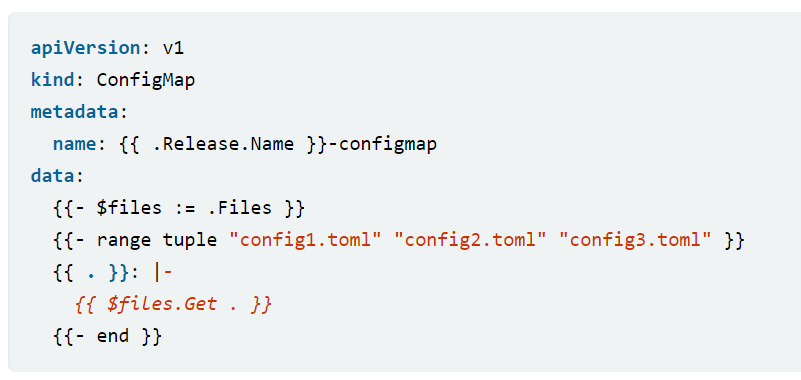 apiVersion: v1
kind: ConfigMap
metadata:
  name: {{ .Release.Name }}-configmap
data:
  {{- $files := .Files }}
  {{- range tuple "config1.toml" "config2.toml" "config3.toml" }}
  {{ . }}: |-
    {{ $files.Get . }}
  {{- end }}